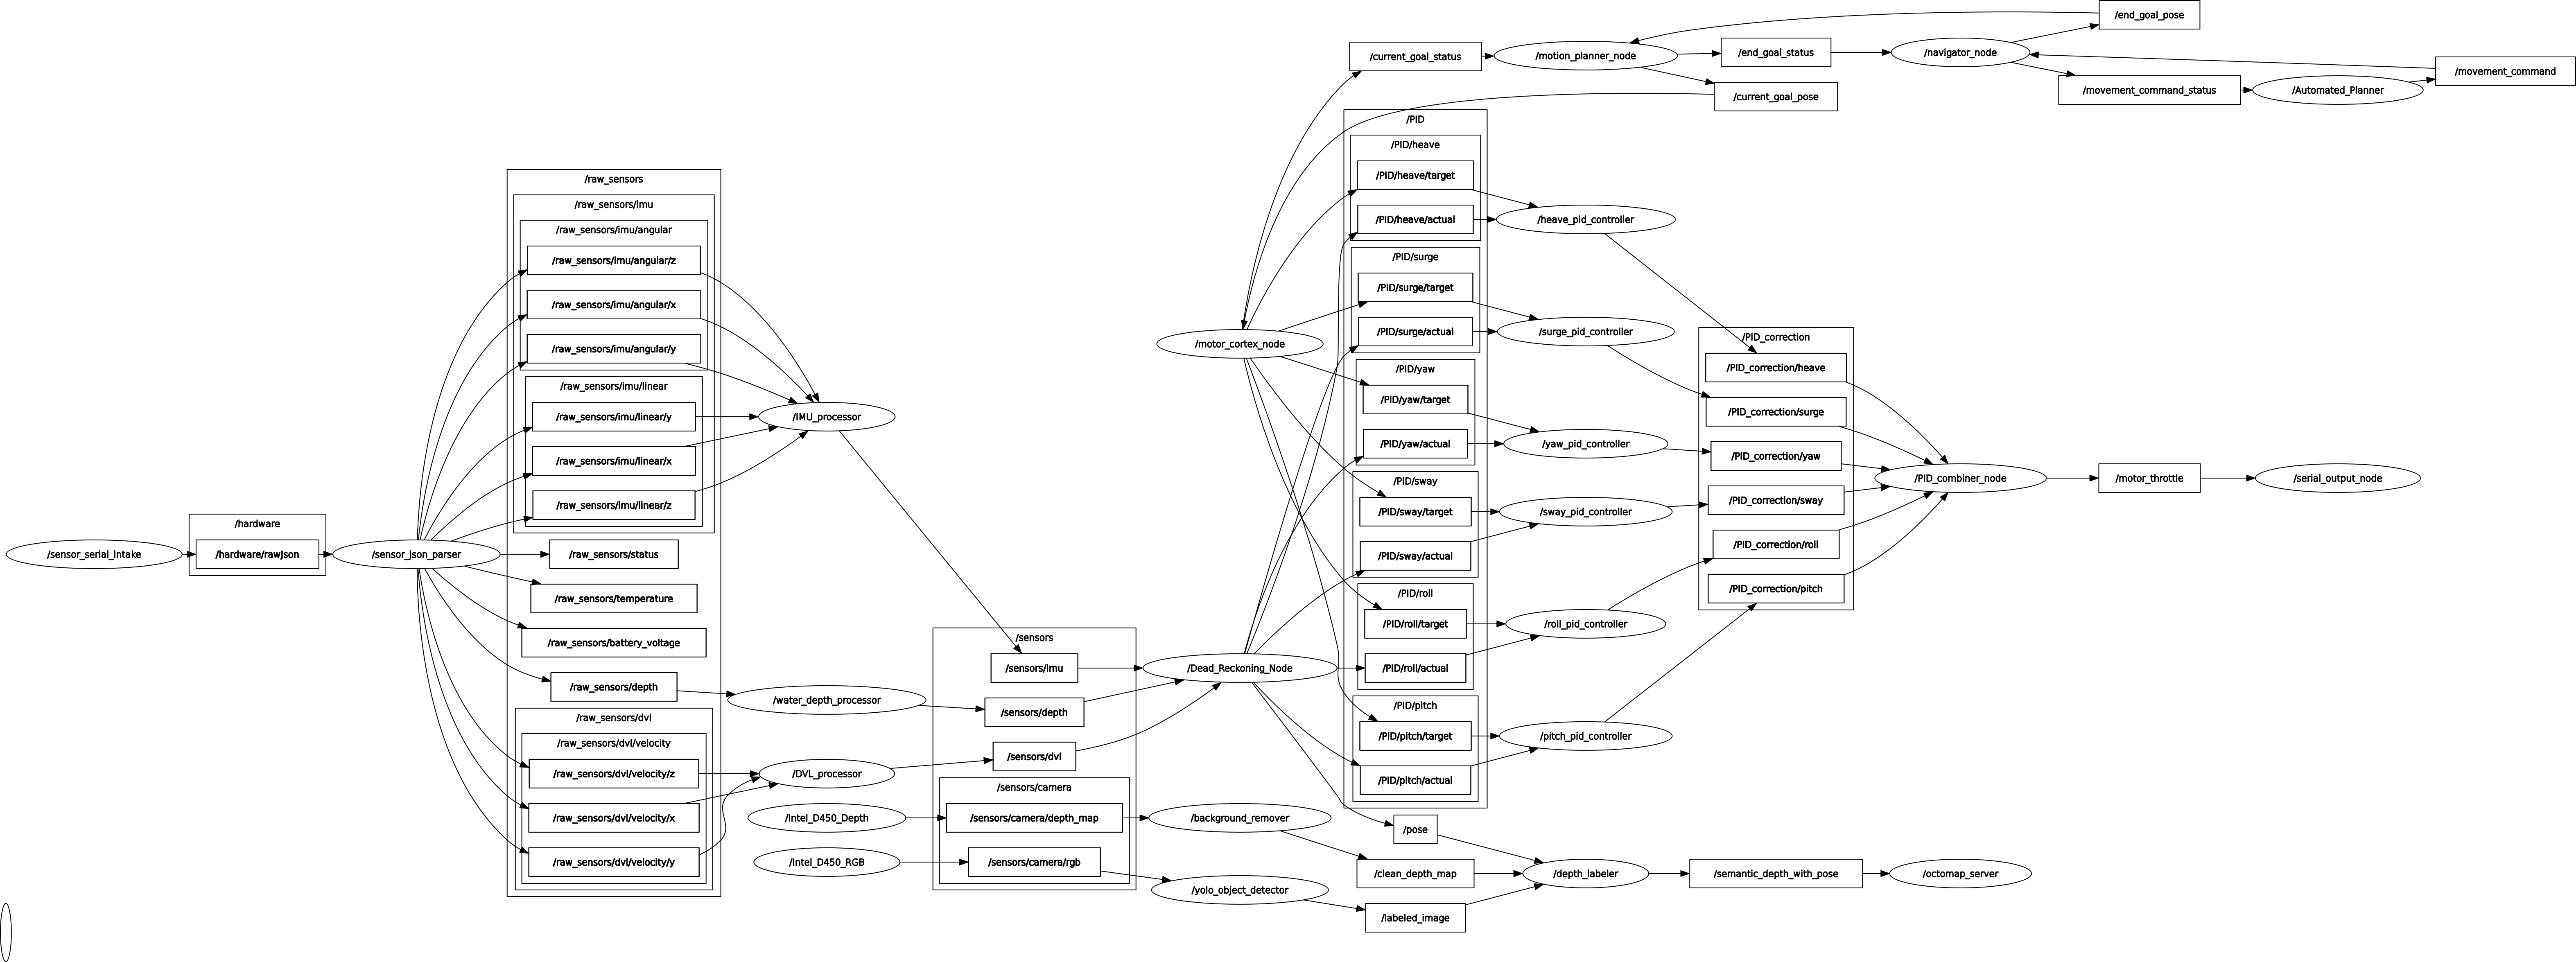 /end_goal_pose
/current_goal_status
/motion_planner_node
/end_goal_status
/navigator_node
/movement_command
/current_goal_pose
/movement_command_status
/Automated_Planner
/PID
/PID/heave
/PID/heave/target
/PID/heave/actual
/heave_pid_controller
/PID/surge
/PID/surge/target
/PID/surge/actual
/surge_pid_controller
/motor_cortex_node
/PID/yaw
/PID/yaw/target
/PID/yaw/actual
/yaw_pid_controller
/PID/sway
/PID/sway/target
/PID/sway/actual
/sway_pid_controller
/PID/roll
/PID/roll/target
/PID/roll/actual
/roll_pid_controller
/PID/pitch
/PID/pitch/target
/PID/pitch/actual
/pitch_pid_controller
/PID_correction
/PID_correction/heave
/PID_correction/surge
/PID_correction/yaw
/PID_correction/sway
/PID_correction/roll
/PID_correction/pitch
/PID_combiner_node
/motor_throttle
/serial_output_node
/raw_sensors
/raw_sensors/imu
/raw_sensors/imu/angular
/raw_sensors/imu/angular/z
/raw_sensors/imu/angular/x
/raw_sensors/imu/angular/y
/raw_sensors/imu/linear
/raw_sensors/imu/linear/y
/raw_sensors/imu/linear/x
/raw_sensors/imu/linear/z
/IMU_processor
/hardware
/sensor_serial_intake
/hardware/rawJson
/sensor_json_parser
/raw_sensors/status
/raw_sensors/temperature
/raw_sensors/battery_voltage
/raw_sensors/depth
/water_depth_processor
/raw_sensors/dvl
/raw_sensors/dvl/velocity
/raw_sensors/dvl/velocity/z
/raw_sensors/dvl/velocity/x
/raw_sensors/dvl/velocity/y
/DVL_processor
/Intel_D450_Depth
/Intel_D450_RGB
/sensors
/sensors/imu
/sensors/depth
/sensors/dvl
/sensors/camera
/sensors/camera/depth_map
/sensors/camera/rgb
/Dead_Reckoning_Node
/background_remover
/yolo_object_detector
/pose
/clean_depth_map
/labeled_image
/depth_labeler
/semantic_depth_with_pose
/octomap_server